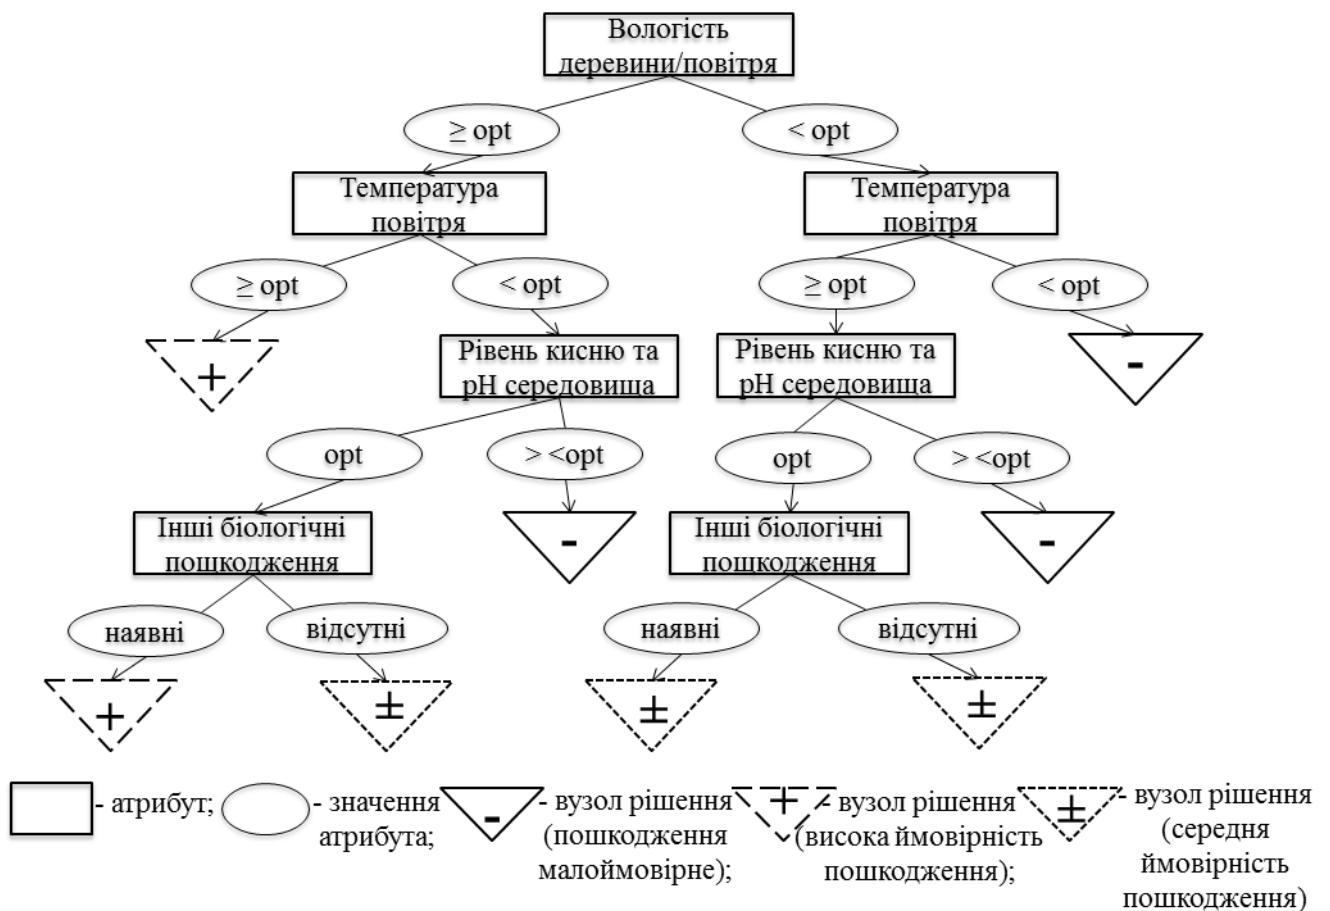 Вологість
деревини/повітря
≥ opt
< opt
Температура
повітря
Температура
повітря
≥ opt
< opt
≥ opt
< opt
+
Рівень кисню та
pH середовища
Рівень кисню та
pH середовища
-
opt
> <opt
opt
> <opt
Інші біологічні
пощкодження
-
Інші біологічні
пошкодження
-
наявні
відсутні
наявні
відсутні
+
±
±
±
- атрибут;
- значення
атрибута;
-
- вузол рішення
(пошкодження
малоймовірне);
+
- вузол рішення
(висока ймовірність
пошкодження);
±
- вузол рішення
(середня
ймовірність
пошкодження)